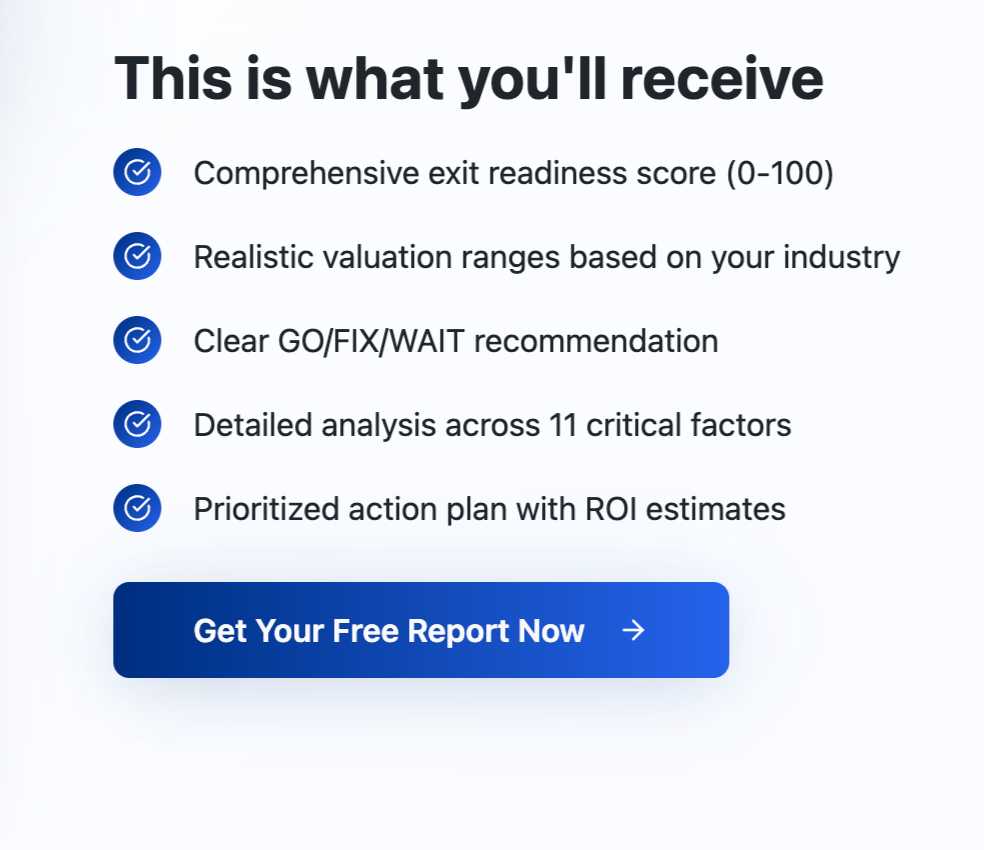 This is what you'll receive
Comprehensive exit readiness score (0-100)
Realistic valuation ranges based on your industry
Clear GO/FIX/WAIT recommendation
Detailed analysis across 11 critical factors
Prioritized action plan with ROI estimates
Get Your Free Report Now →